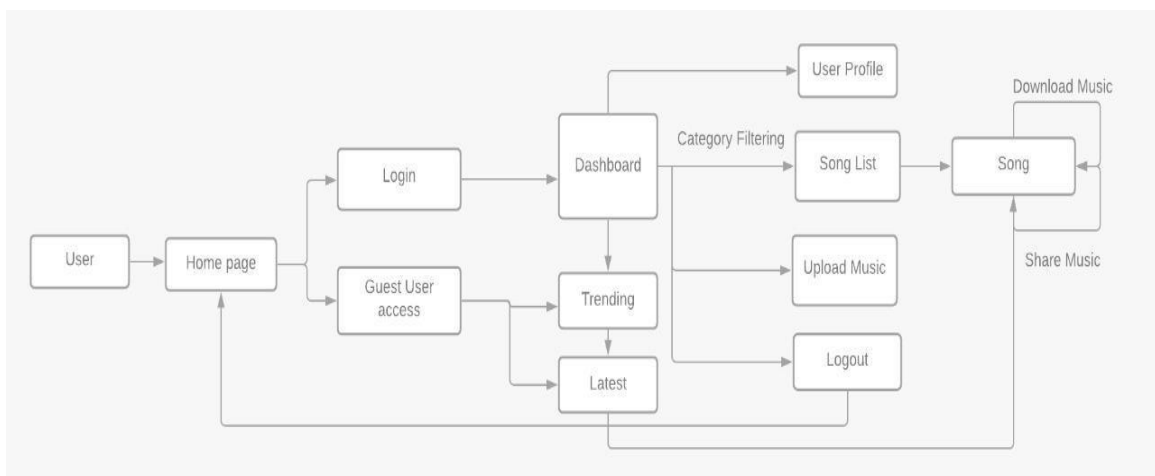 User Profile
Download Music
Category Filtering
Dashboard
Song List
Song
Login
User
Home page
Share Music
Upload Music
Guest User
access
Trending
Logout
Latest